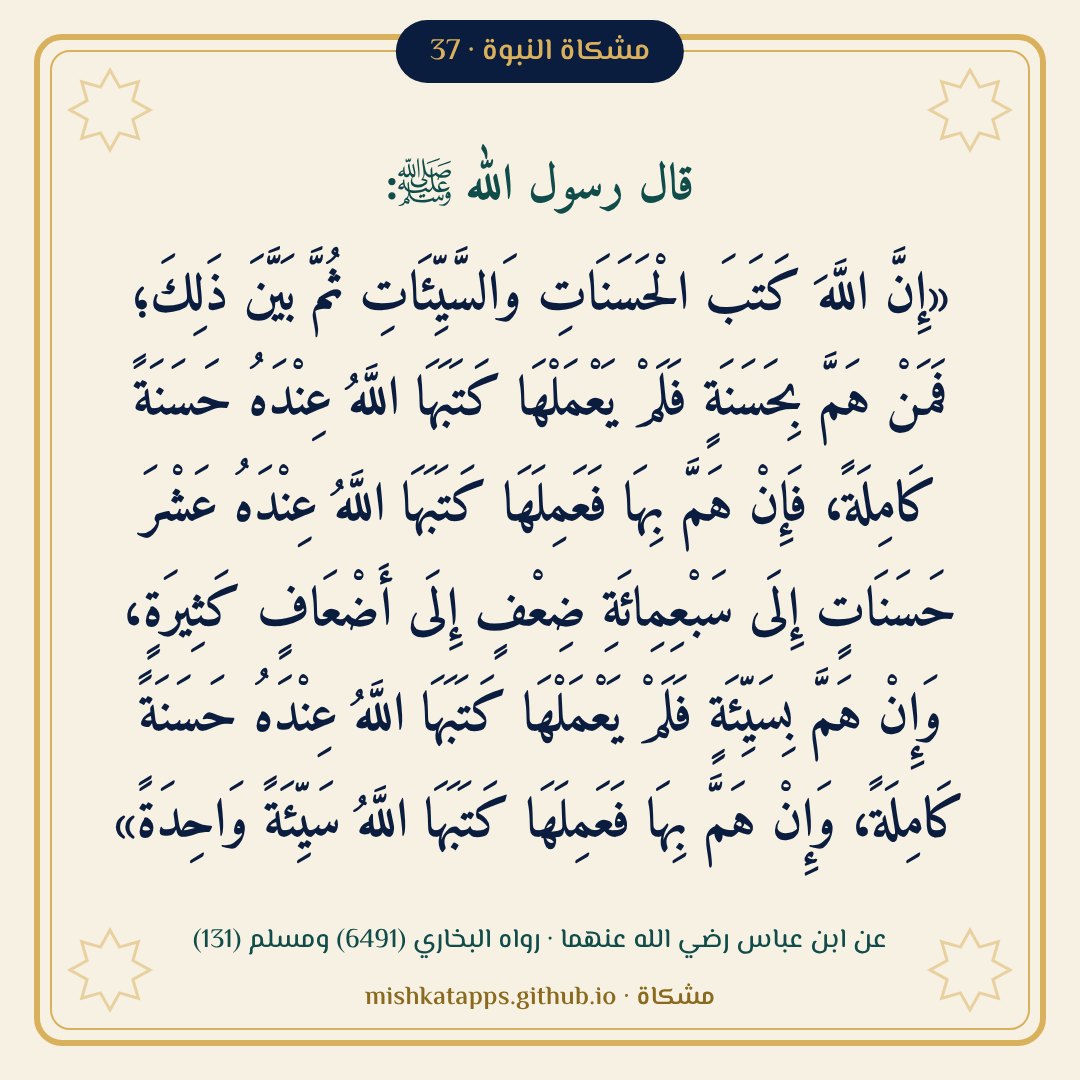 مشكاة النبوة · 37
قال رسول الله ﷺ:
«إِنَّ اللَّهَ كَتَبَ الْحَسَنَاتِ وَالسَّيِّئَاتِ ثُمَّ بَيَّنَ ذَلِكَ؛
فَمَنْ هَمَّ بِحَسَنَةٍ فَلَمْ يَعْمَلْهَا كَتَبَهَا اللَّهُ عِنْدَهُ حَسَنَةً
كَامِلَةً، فَإِنْ هَمَّ بِهَا فَعَمِلَهَا كَتَبَهَا اللَّهُ عِنْدَهُ عَشْرَ
حَسَنَاتٍ إِلَى سَبْعِمِائَةِ ضِعْفٍ إِلَى أَضْعَافٍ كَثِيرَةٍ،
وَإِنْ هَمَّ بِسَيِّئَةٍ فَلَمْ يَعْمَلْهَا كَتَبَهَا اللَّهُ عِنْدَهُ حَسَنَةً
كَامِلَةً، وَإِنْ هَمَّ بِهَا فَعَمِلَهَا كَتَبَهَا اللَّهُ سَيِّئَةً وَاحِدَةً»
عن ابن عباس رضي الله عنهما · رواه البخاري (6491) ومسلم (131)
مشكاة · mishkatapps.github.io